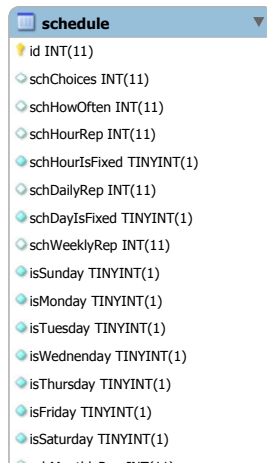 schedule
id INT(11)
schChoices INT(11)
schHowOften INT(11)
schHourRep INT(11)
schHourIsFixed TINYINT(1)
schDailyRep INT(11)
schDayIsFixed TINYINT(1)
schWeeklyRep INT(11)
isSunday TINYINT(1)
isMonday TINYINT(1)
isTuesday TINYINT(1)
isWednenday TINYINT(1)
isThursday TINYINT(1)
isFriday TINYINT(1)
isSaturday TINYINT(1)